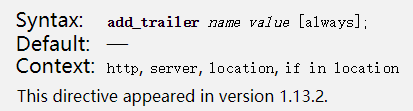 Syntax: add_trailer name value [always];
Default: —
Context: http, server, location, if in location
This directive appeared in version 1.13.2.